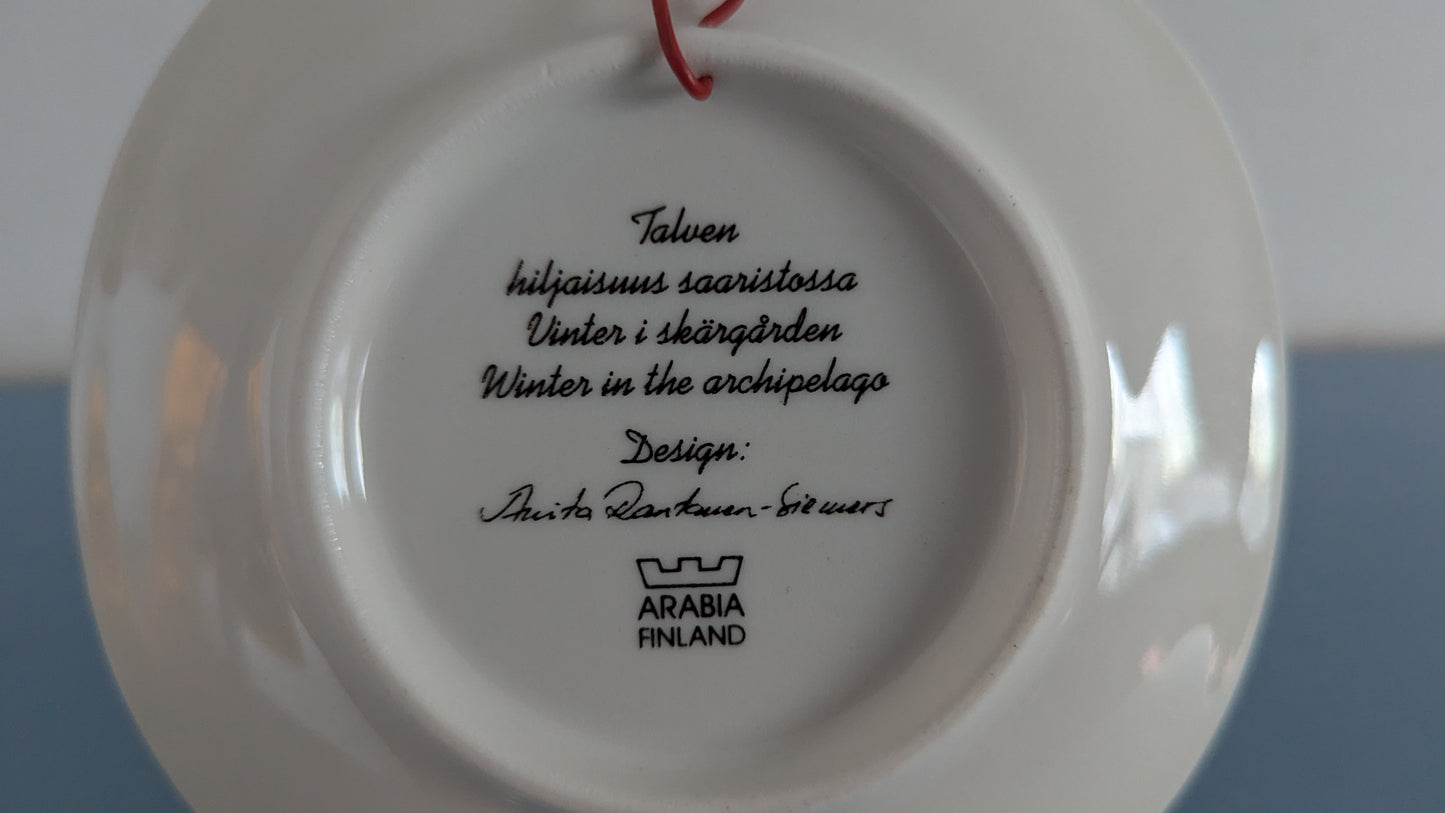 Talven
hiljaisuus saaristossa
Vinter i skärgården
Winter in the archipelago
Design:
Anita Rantanen-Siemers
ARABIA
FINLAND